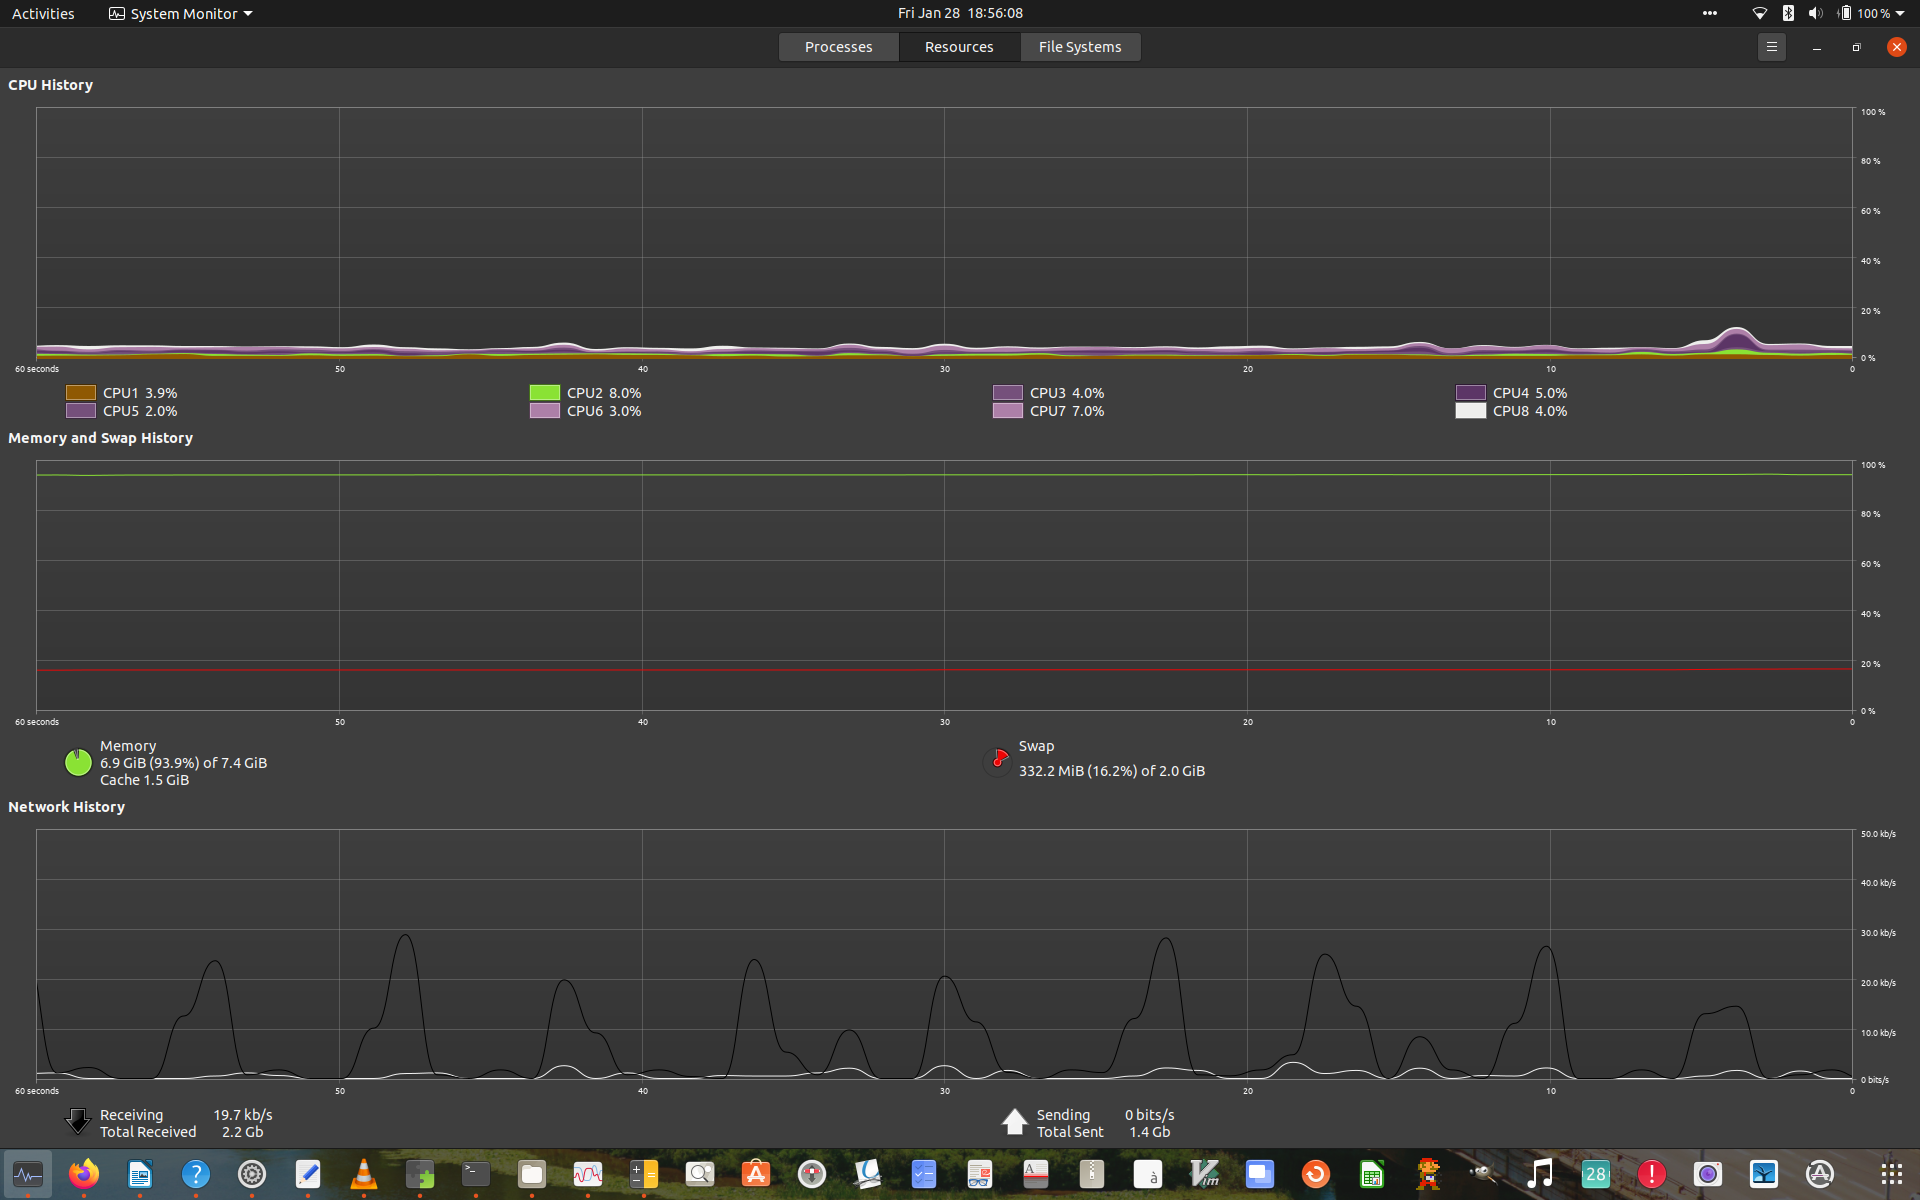 Activities System Monitor Fri Jan 28 18:56:08 100 %
Processes Resources File Systems
CPU History
100 %
80 %
60 %
40 %
20 %
0 %
60 seconds 50 40 30 20 10 0
CPU1 3.9% CPU2 8.0% CPU3 4.0% CPU4 5.0%
CPU5 2.0% CPU6 3.0% CPU7 7.0% CPU8 4.0%
Memory and Swap History
100 %
80 %
60 %
40 %
20 %
0 %
60 seconds 50 40 30 20 10 0
Memory Swap
6.9 GiB (93.9%) of 7.4 GiB 332.2 MiB (16.2%) of 2.0 GiB
Cache 1.5 GiB
Network History
50.0 kb/s
40.0 kb/s
30.0 kb/s
20.0 kb/s
10.0 kb/s
0 bits/s
60 seconds 50 40 30 20 10 0
Receiving 19.7 kb/s Sending 0 bits/s
Total Received 2.2 Gb Total Sent 1.4 Gb
? >_ A à Vim 28 !